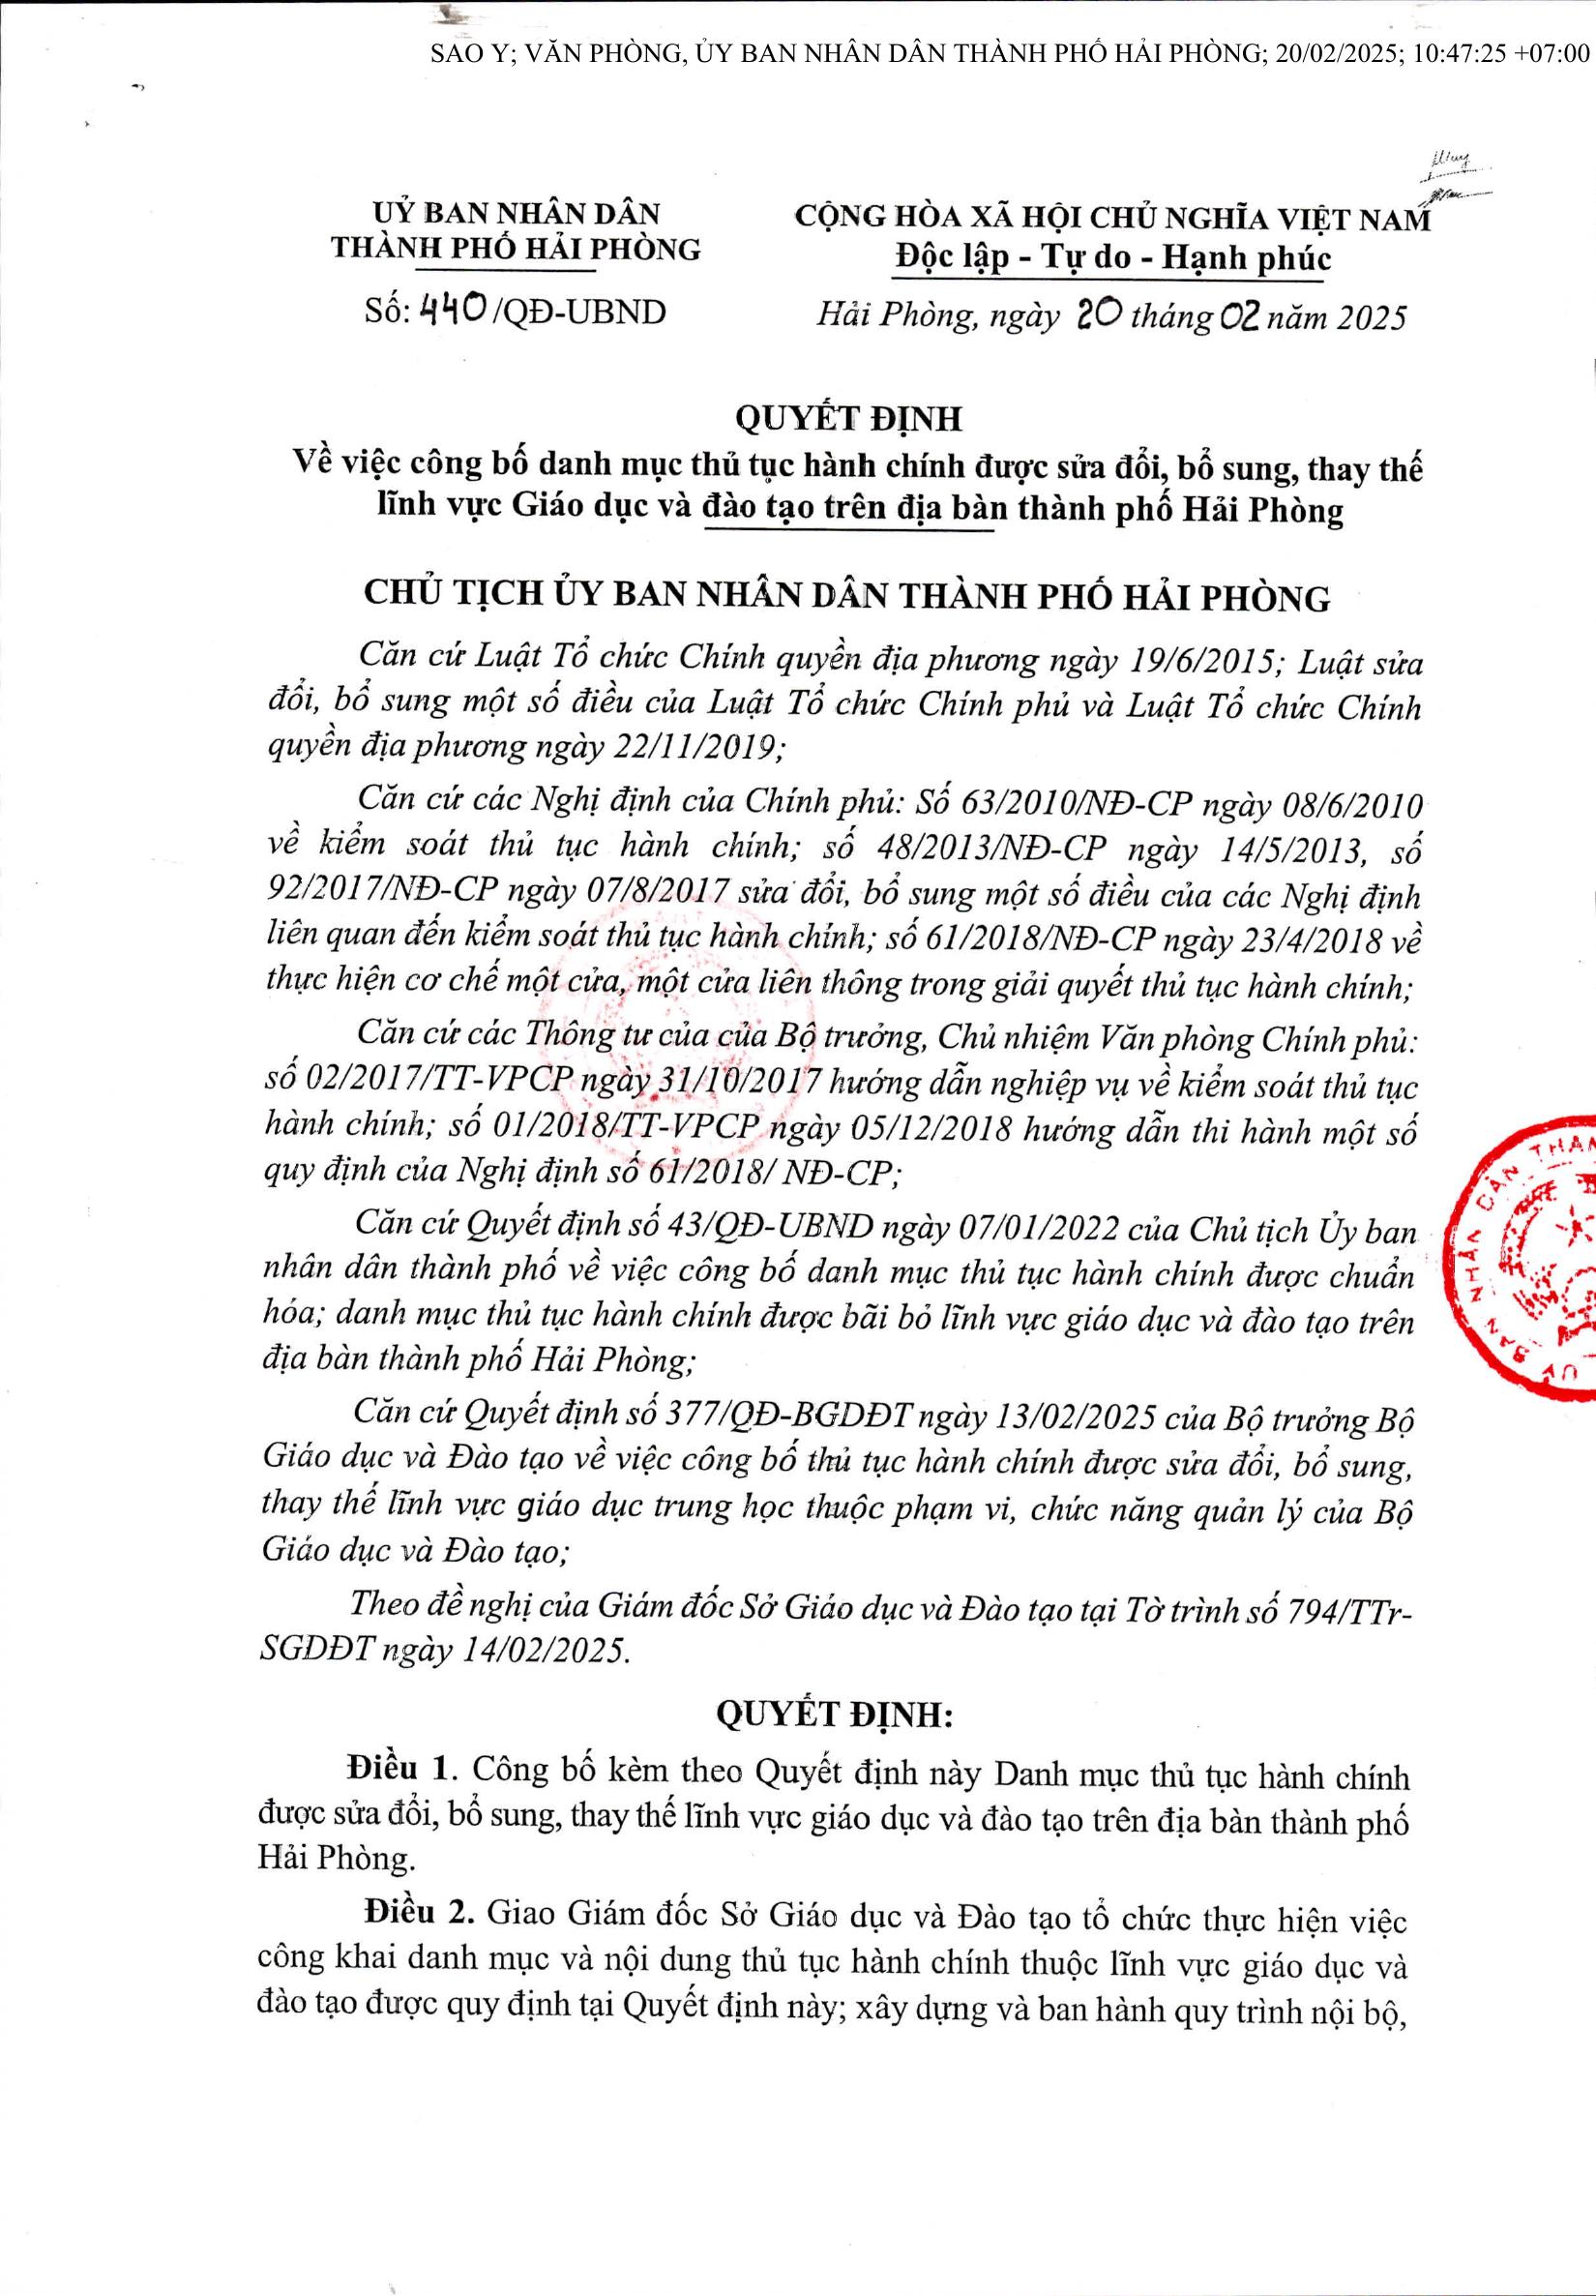 SAO Y; VĂN PHÒNG, ỦY BAN NHÂN DÂN THÀNH PHỐ HẢI PHÒNG; 20/02/2025; 10:47:25 +07:00
UỶ BAN NHÂN DÂN
THÀNH PHỐ HẢI PHÒNG
Số: 440/QĐ-UBND
CỘNG HÒA XÃ HỘI CHỦ NGHĨA VIỆT NAM
Độc lập - Tự do - Hạnh phúc
Hải Phòng, ngày 20 tháng 02 năm 2025
QUYẾT ĐỊNH
Về việc công bố danh mục thủ tục hành chính được sửa đổi, bổ sung, thay thế
lĩnh vực Giáo dục và đào tạo trên địa bàn thành phố Hải Phòng
CHỦ TỊCH ỦY BAN NHÂN DÂN THÀNH PHỐ HẢI PHÒNG
Căn cứ Luật Tổ chức Chính quyền địa phương ngày 19/6/2015; Luật sửa
đổi, bổ sung một số điều của Luật Tổ chức Chính phủ và Luật Tổ chức Chính
quyền địa phương ngày 22/11/2019;
Căn cứ các Nghị định của Chính phủ: Số 63/2010/NĐ-CP ngày 08/6/2010
về kiểm soát thủ tục hành chính; số 48/2013/NĐ-CP ngày 14/5/2013, số
92/2017/NĐ-CP ngày 07/8/2017 sửa đổi, bổ sung một số điều của các Nghị định
liên quan đến kiểm soát thủ tục hành chính; số 61/2018/NĐ-CP ngày 23/4/2018 về
thực hiện cơ chế một cửa, một cửa liên thông trong giải quyết thủ tục hành chính;
Căn cứ các Thông tư của của Bộ trưởng, Chủ nhiệm Văn phòng Chính phủ:
số 02/2017/TT-VPCP ngày 31/10/2017 hướng dẫn nghiệp vụ về kiểm soát thủ tục
hành chính; số 01/2018/TT-VPCP ngày 05/12/2018 hướng dẫn thi hành một số
quy định của Nghị định số 61/2018/ NĐ-CP;
Căn cứ Quyết định số 43/QĐ-UBND ngày 07/01/2022 của Chủ tịch Ủy ban
nhân dân thành phố về việc công bố danh mục thủ tục hành chính được chuẩn
hóa; danh mục thủ tục hành chính được bãi bỏ lĩnh vực giáo dục và đào tạo trên
địa bàn thành phố Hải Phòng;
Căn cứ Quyết định số 377/QĐ-BGDĐT ngày 13/02/2025 của Bộ trưởng Bộ
Giáo dục và Đào tạo về việc công bố thủ tục hành chính được sửa đổi, bổ sung,
thay thế lĩnh vực giáo dục trung học thuộc phạm vi, chức năng quản lý của Bộ
Giáo dục và Đào tạo;
Theo đề nghị của Giám đốc Sở Giáo dục và Đào tạo tại Tờ trình số 794/TTr-
SGDĐT ngày 14/02/2025.
QUYẾT ĐỊNH:
Điều 1. Công bố kèm theo Quyết định này Danh mục thủ tục hành chính
được sửa đổi, bổ sung, thay thế lĩnh vực giáo dục và đào tạo trên địa bàn thành phố
Hải Phòng.
Điều 2. Giao Giám đốc Sở Giáo dục và Đào tạo tổ chức thực hiện việc
công khai danh mục và nội dung thủ tục hành chính thuộc lĩnh vực giáo dục và
đào tạo được quy định tại Quyết định này; xây dựng và ban hành quy trình nội bộ,
ỦY BAN NHÂN DÂN THÀN